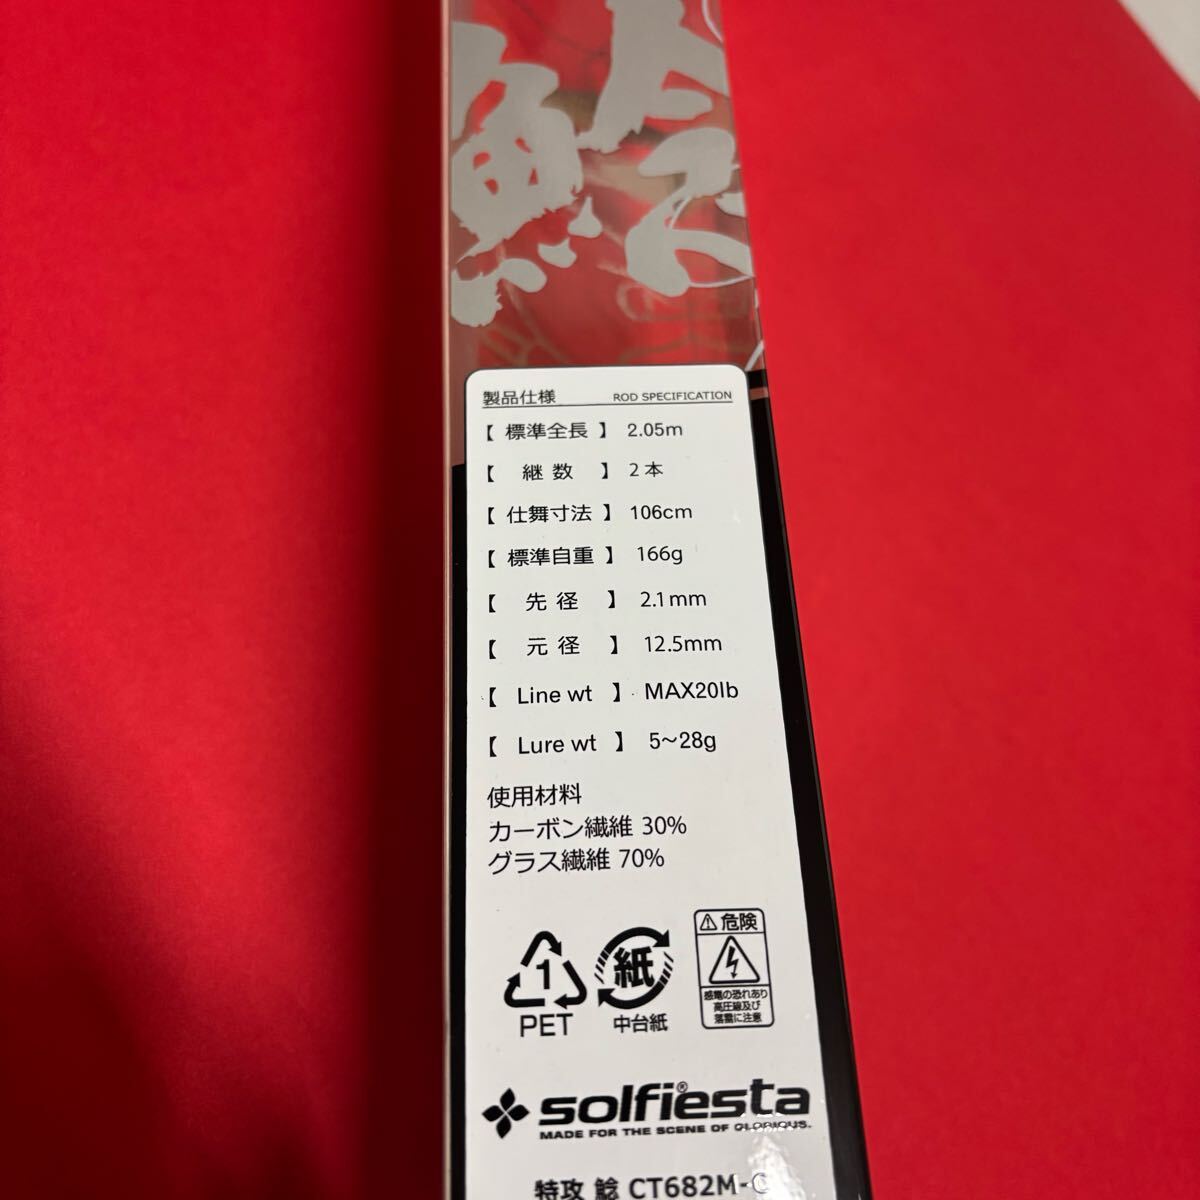 鯰
製品仕様 ROD SPECIFICATION
【 標準全長 】 2.05m
【 継数 】 2本
【 仕舞寸法 】 106cm
【 標準自重 】 166g
【 先径 】 2.1mm
【 元径 】 12.5mm
【 Line wt 】 MAX20lb
【 Lure wt 】 5～28g
使用材料
カーボン繊維 30%
グラス繊維 70%
1
PET
紙
中台紙
⚠危険
感電の恐れあり
高圧線及び
落雷に注意
solfiesta®
MADE FOR THE SCENE OF GLORIOUS.
特攻 鯰 CT682M-C